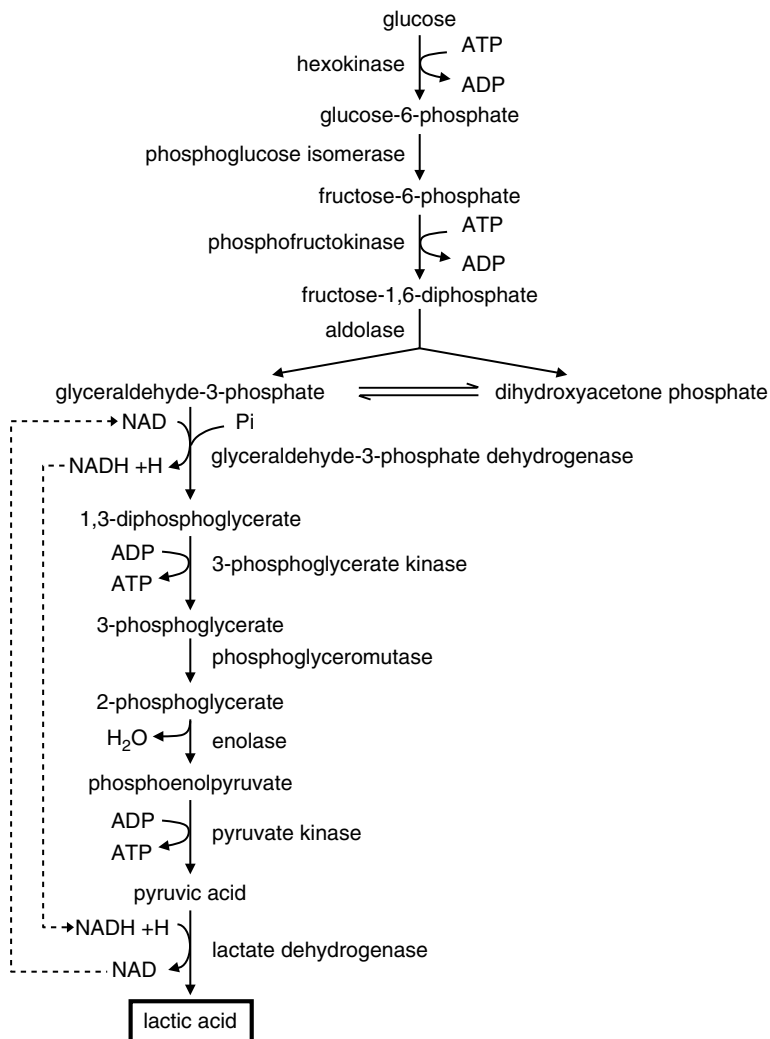 glucose
ATP
hexokinase
ADP
glucose-6-phosphate
phosphoglucose isomerase
fructose-6-phosphate
ATP
phosphofructokinase
ADP
fructose-1,6-diphosphate
aldolase
glyceraldehyde-3-phosphate
dihydroxyacetone phosphate
NAD
Pi
glyceraldehyde-3-phosphate dehydrogenase
NADH +H
1,3-diphosphoglycerate
ADP
3-phosphoglycerate kinase
ATP
3-phosphoglycerate
phosphoglyceromutase
2-phosphoglycerate
H₂O
enolase
phosphoenolpyruvate
ADP
pyruvate kinase
ATP
pyruvic acid
NADH +H
lactate dehydrogenase
NAD
lactic acid